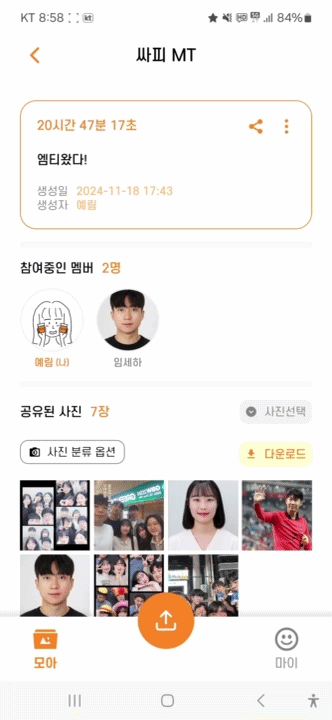 KT 8:58 kt 5G 84%
싸피 MT
20시간 47분 17초
엠티왔다!
생성일 2024-11-18 17:43
생성자 예림
참여중인 멤버 2명
예림 (나) 임세하
공유된 사진 7장 사진선택
사진 분류 옵션 다운로드
모아 마이